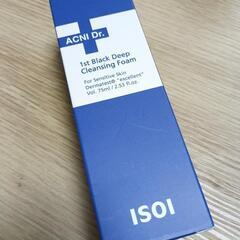 ACNI Dr.
1st Black Deep
Cleansing Foam
For Sensitive Skin
Dermatest® "excellent"
Vol. 75ml / 2.53 fl.oz.
ISOI